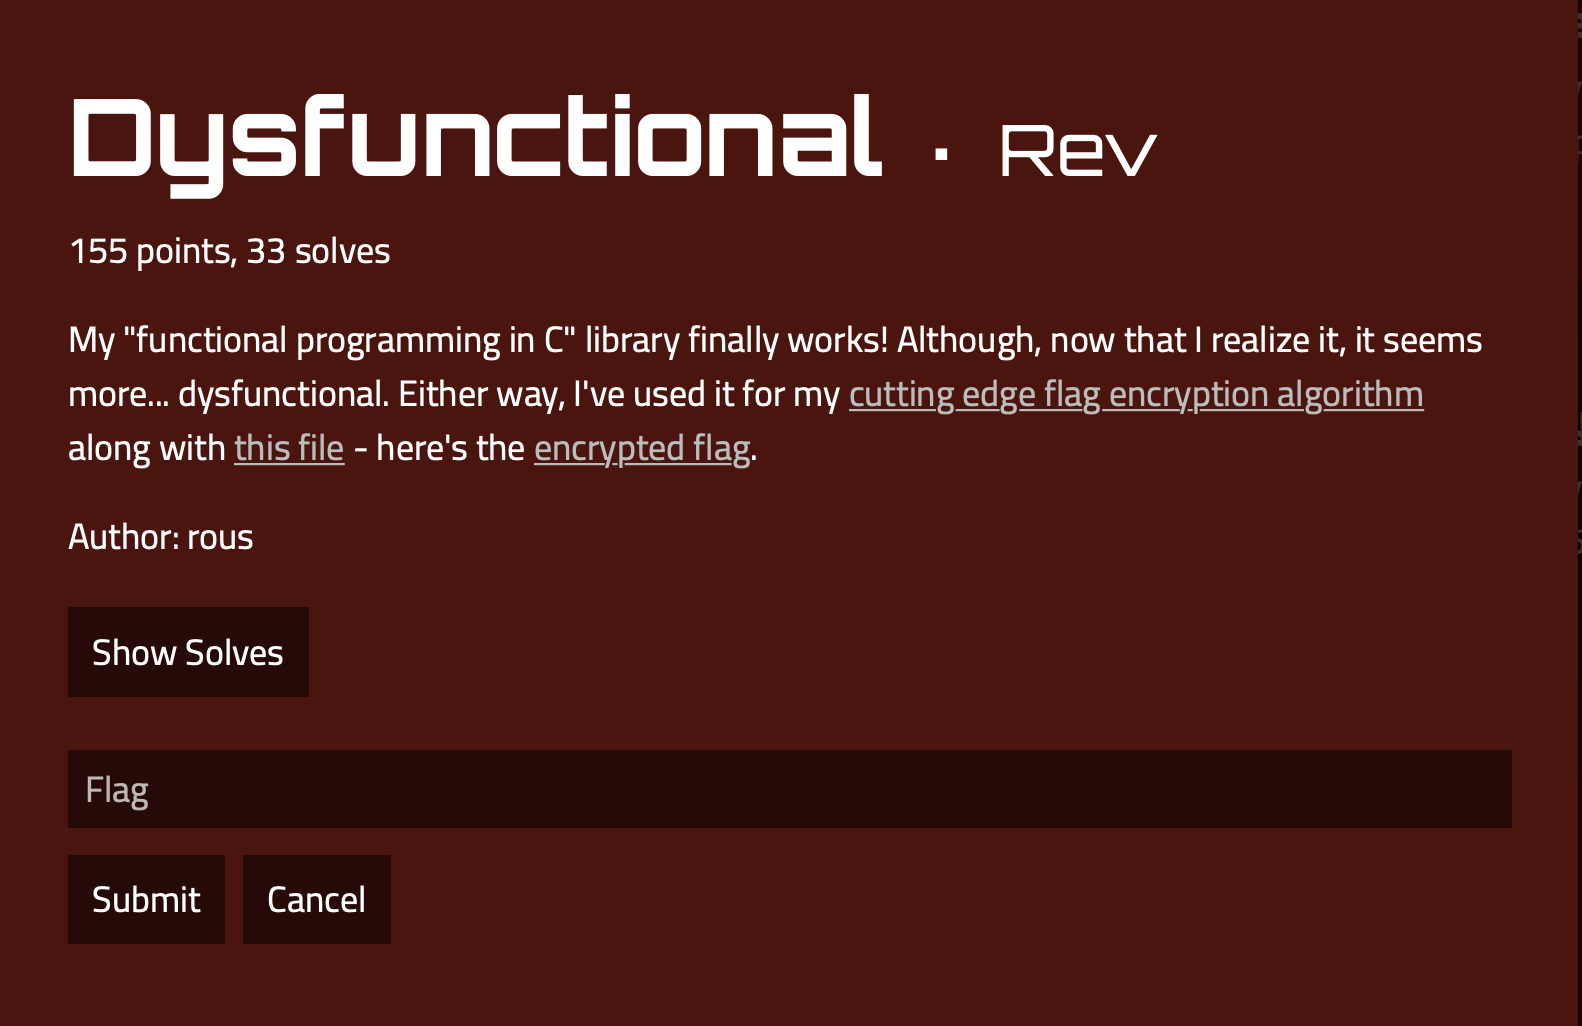 Dysfunctional · Rev
155 points, 33 solves
My "functional programming in C" library finally works! Although, now that I realize it, it seems
more... dysfunctional. Either way, I've used it for my cutting edge flag encryption algorithm
along with this file - here's the encrypted flag.
Author: rous
Show Solves
Flag
Submit Cancel